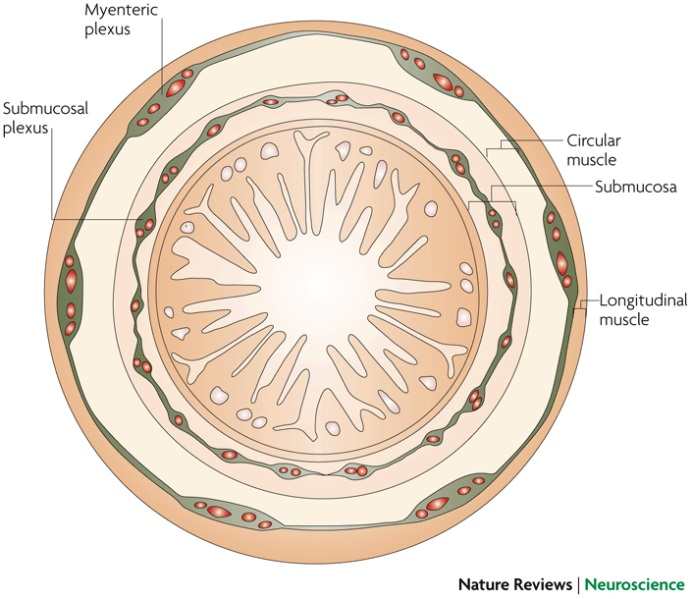 Myenteric
plexus
Submucosal
plexus
Circular
muscle
Submucosa
Longitudinal
muscle
Nature Reviews | Neuroscience